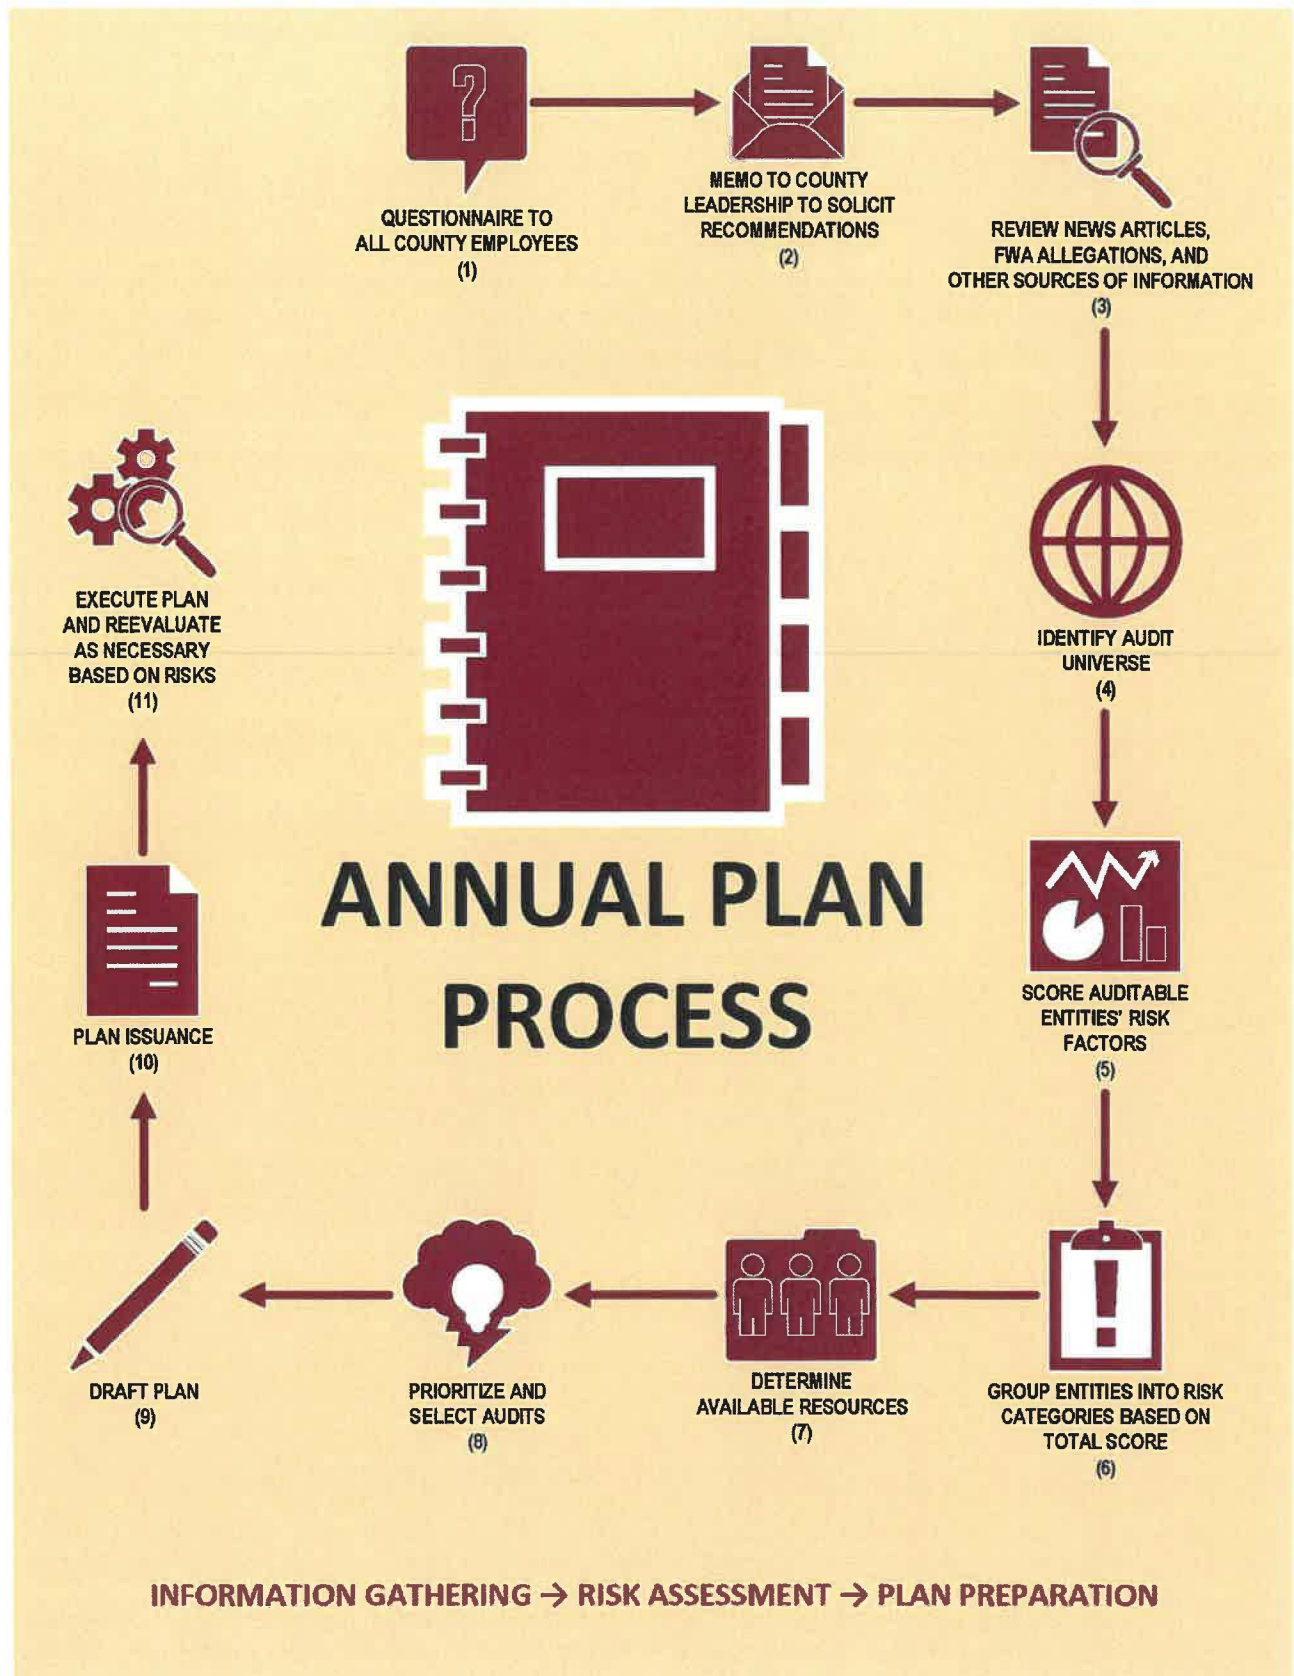 QUESTIONNAIRE TO
ALL COUNTY EMPLOYEES
(1)
MEMO TO COUNTY
LEADERSHIP TO SOLICIT
RECOMMENDATIONS
(2)
REVIEW NEWS ARTICLES,
FWA ALLEGATIONS, AND
OTHER SOURCES OF INFORMATION
(3)
IDENTIFY AUDIT
UNIVERSE
(4)
SCORE AUDITABLE
ENTITIES' RISK
FACTORS
(5)
GROUP ENTITIES INTO RISK
CATEGORIES BASED ON
TOTAL SCORE
(6)
DETERMINE
AVAILABLE RESOURCES
(7)
PRIORITIZE AND
SELECT AUDITS
(8)
DRAFT PLAN
(9)
PLAN ISSUANCE
(10)
EXECUTE PLAN
AND REEVALUATE
AS NECESSARY
BASED ON RISKS
(11)
ANNUAL PLAN
PROCESS
INFORMATION GATHERING → RISK ASSESSMENT → PLAN PREPARATION